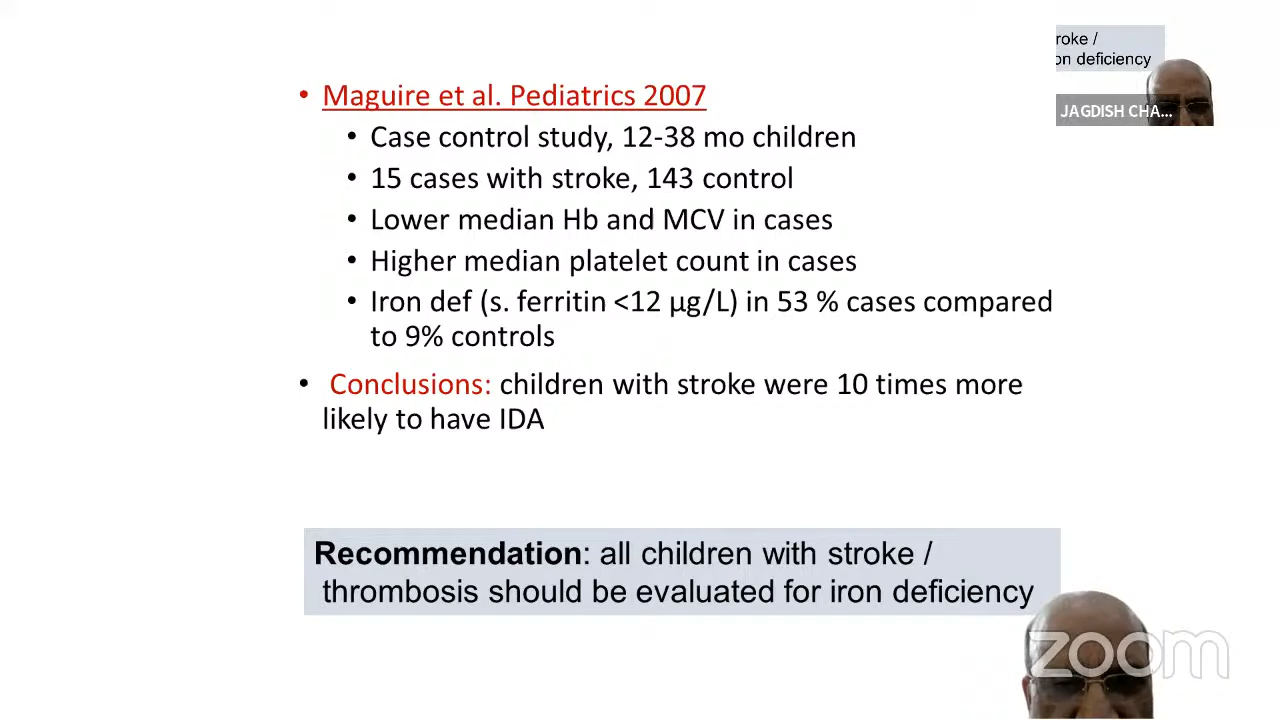 roke /
on deficiency
JAGDISH CHA...
• Maguire et al. Pediatrics 2007
• Case control study, 12-38 mo children
• 15 cases with stroke, 143 control
• Lower median Hb and MCV in cases
• Higher median platelet count in cases
• Iron def (s. ferritin <12 µg/L) in 53 % cases compared
to 9% controls
• Conclusions: children with stroke were 10 times more
likely to have IDA
Recommendation: all children with stroke /
thrombosis should be evaluated for iron deficiency
zoom